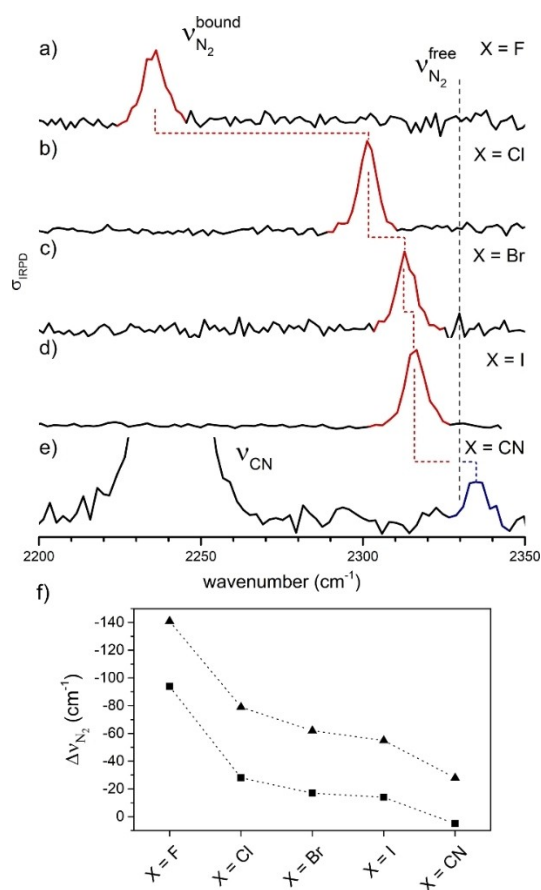 a)
ν_N₂^bound
ν_N₂^free
X = F
b)
X = Cl
c)
X = Br
d)
X = I
e)
ν_CN
X = CN
σ_IRPD
2200 2250 2300 2350
wavenumber (cm⁻¹)
f)
-140
-120
-100
-80
-60
-40
-20
0
Δν_N₂ (cm⁻¹)
X = F X = Cl X = Br X = I X = CN